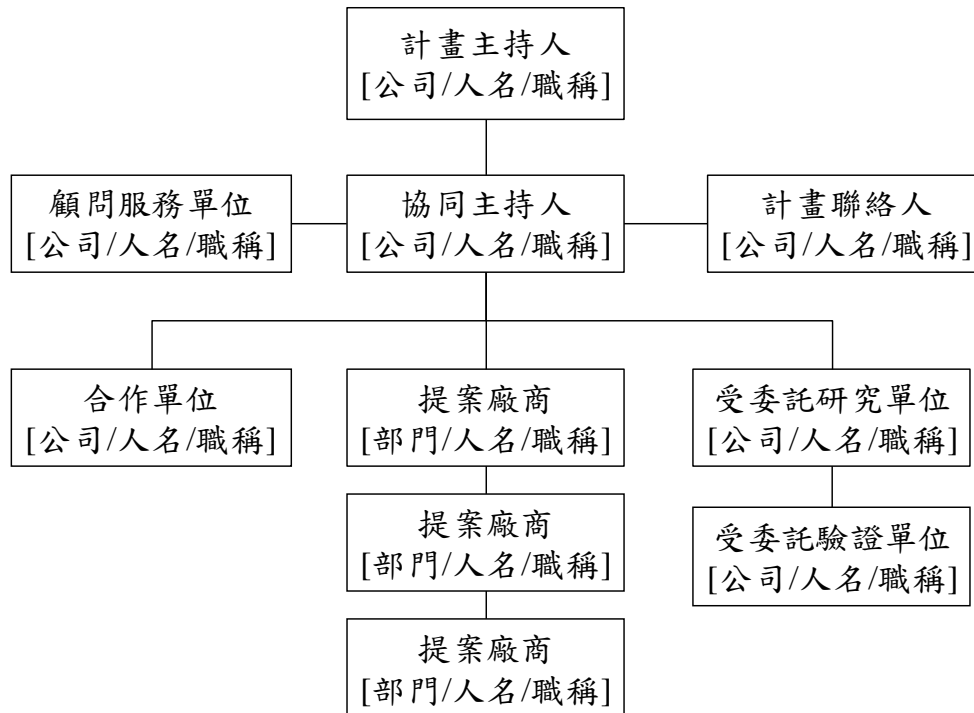 計畫主持人
[公司/人名/職稱]
顧問服務單位
[公司/人名/職稱]
協同主持人
[公司/人名/職稱]
計畫聯絡人
[公司/人名/職稱]
合作單位
[公司/人名/職稱]
提案廠商
[部門/人名/職稱]
受委託研究單位
[公司/人名/職稱]
提案廠商
[部門/人名/職稱]
受委託驗證單位
[公司/人名/職稱]
提案廠商
[部門/人名/職稱]